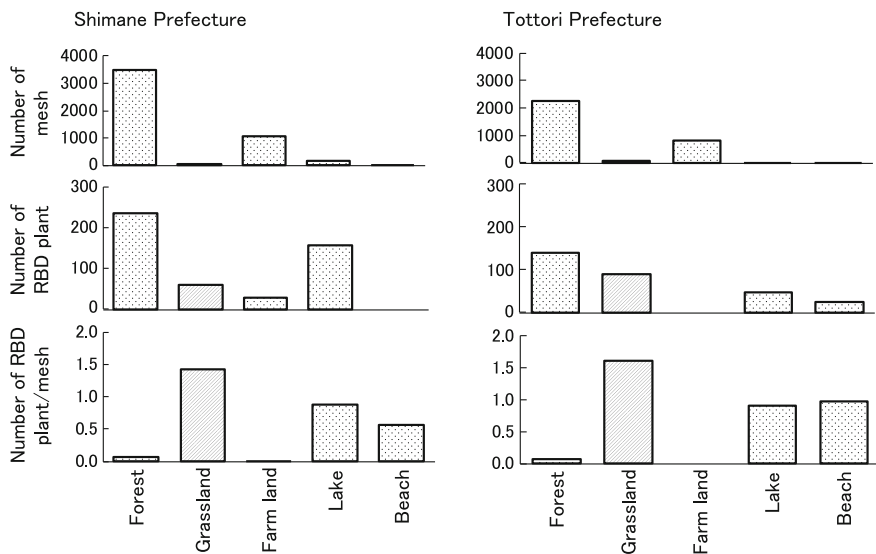 Shimane Prefecture
Tottori Prefecture
Number of
mesh
4000
3000
2000
1000
0
4000
3000
2000
1000
0
Number of
RBD plant
300
200
100
0
300
200
100
0
Number of RBD
plant/mesh
2.0
1.5
1.0
0.5
0.0
2.0
1.5
1.0
0.5
0.0
Forest
Grassland
Farm land
Lake
Beach
Forest
Grassland
Farm land
Lake
Beach